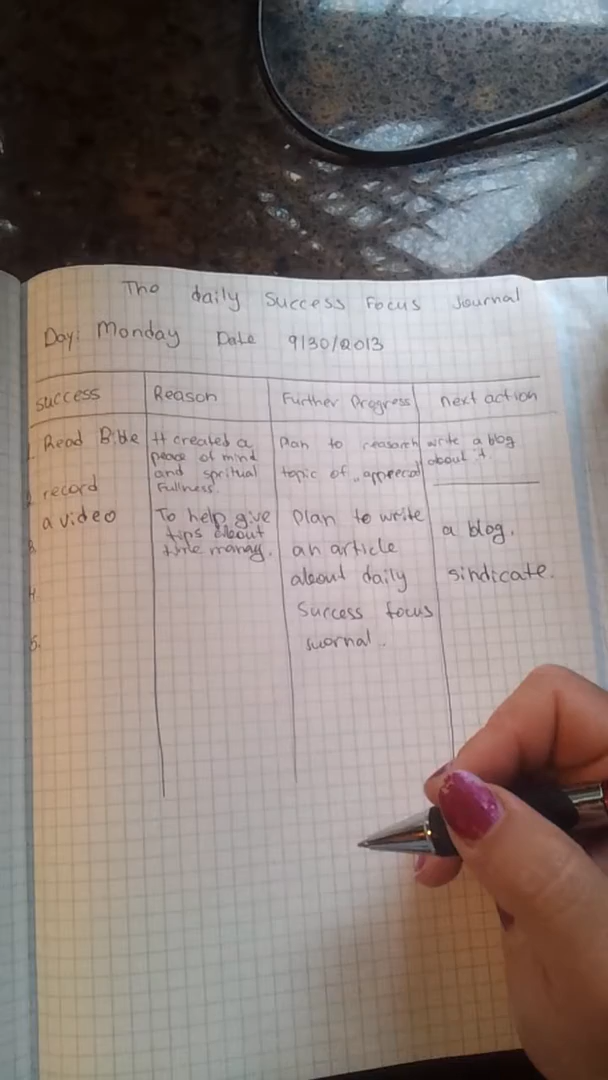 The daily Success Focus Journal
Day: Monday Date 9/30/2013
success Reason Further Progress next action
1. Read Bible
It created a
peace of mind
and spritual
Fullness.
Plan to
topic of
write a blog
about it.
2. record
a video
To help give
tips about
time manag.
Plan to write
an article
about daily
Success focus
a blog.
sindicate.
3.
4.
5.